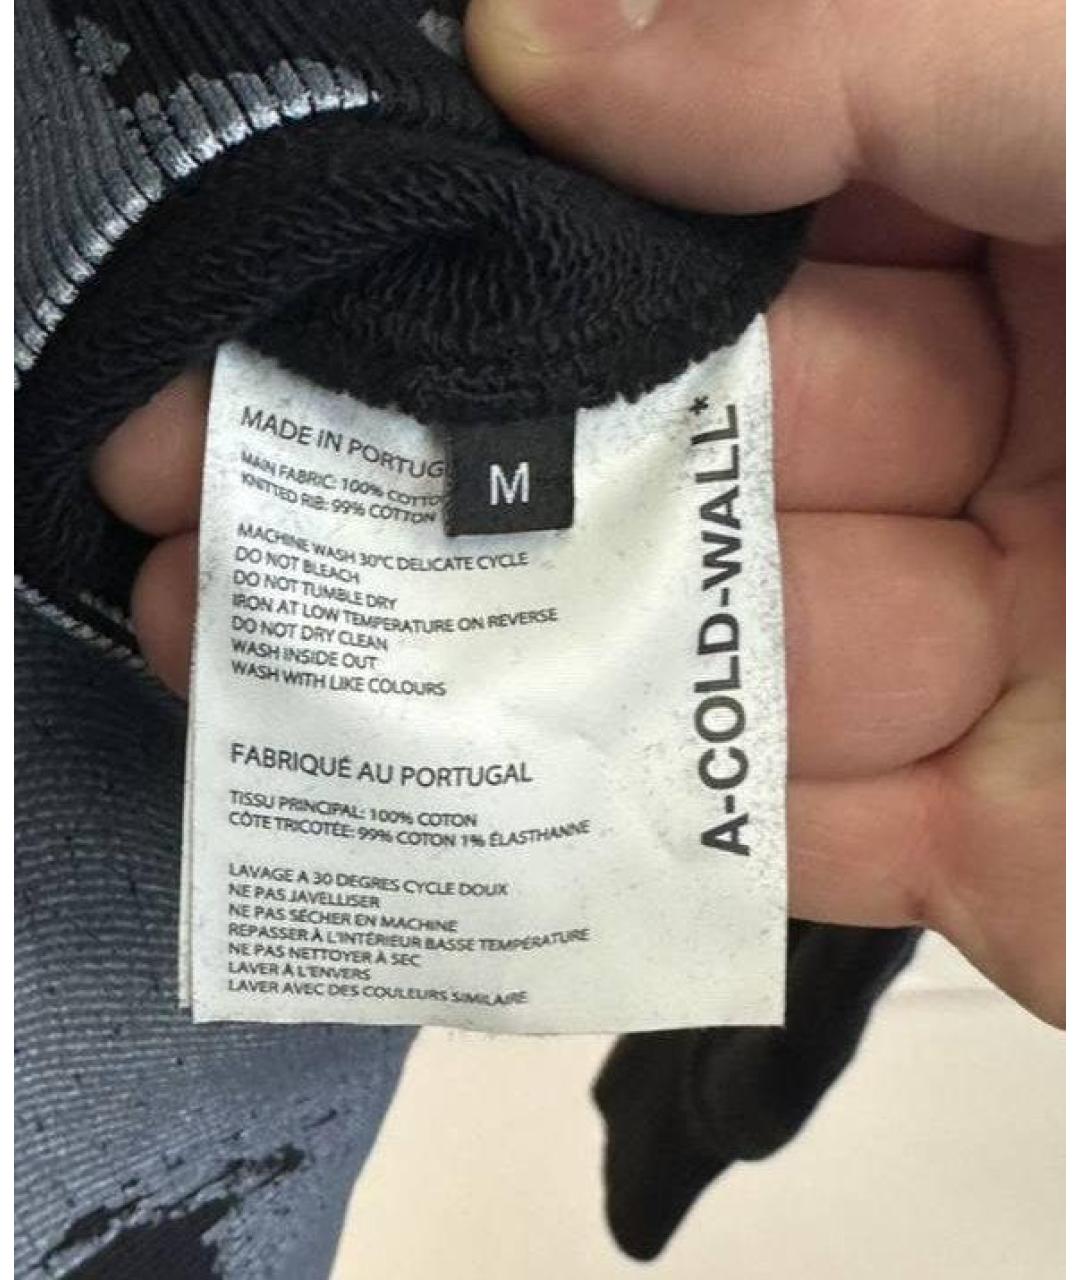 MADE IN PORTUG
MAIN FABRIC: 100% COTTO
KNITTED RIB: 99% COTTON
M
MACHINE WASH 30°C DELICATE CYCLE
DO NOT BLEACH
DO NOT TUMBLE DRY
IRON AT LOW TEMPERATURE ON REVERSE
DO NOT DRY CLEAN
WASH INSIDE OUT
WASH WITH LIKE COLOURS
FABRIQUÉ AU PORTUGAL
TISSU PRINCIPAL: 100% COTON
CÔTE TRICOTÉE: 99% COTON 1% ÉLASTHANNE
LAVAGE A 30 DEGRES CYCLE DOUX
NE PAS JAVELLISER
NE PAS SÉCHER EN MACHINE
REPASSER À L'INTÉRIEUR BASSE TEMPÉRATURE
NE PAS NETTOYER À SEC
LAVER À L'ENVERS
LAVER AVEC DES COULEURS SIMILAIRE
A-COLD-WALL*